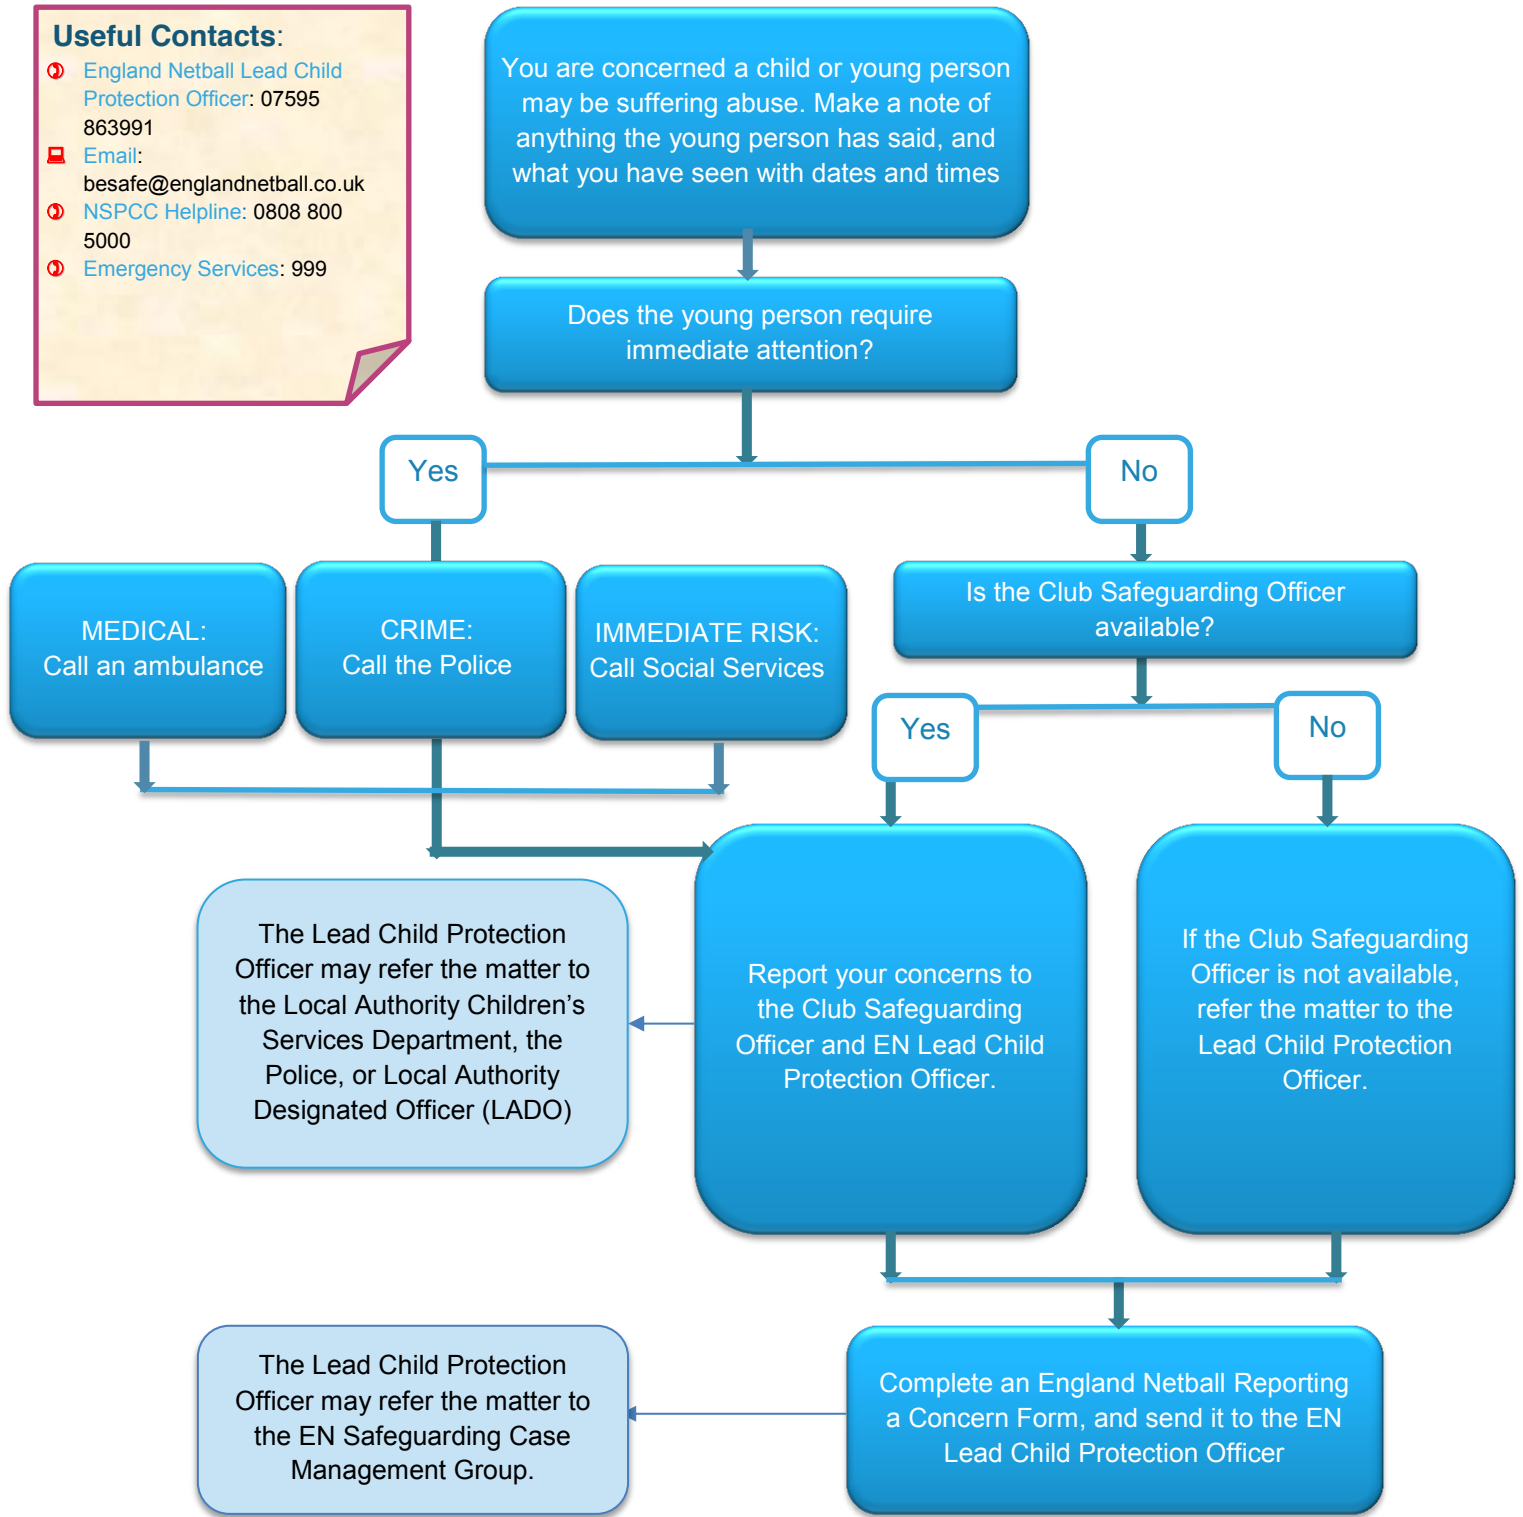 Useful Contacts:
England Netball Lead Child
Protection Officer: 07595
863991
Email:
besafe@englandnetball.co.uk
NSPCC Helpline: 0808 800
5000
Emergency Services: 999
You are concerned a child or young person
may be suffering abuse. Make a note of
anything the young person has said, and
what you have seen with dates and times
Does the young person require
immediate attention?
Yes
No
MEDICAL:
Call an ambulance
CRIME:
Call the Police
IMMEDIATE RISK:
Call Social Services
Is the Club Safeguarding Officer
available?
Yes
No
The Lead Child Protection
Officer may refer the matter to
the Local Authority Children’s
Services Department, the
Police, or Local Authority
Designated Officer (LADO)
Report your concerns to
the Club Safeguarding
Officer and EN Lead Child
Protection Officer.
If the Club Safeguarding
Officer is not available,
refer the matter to the
Lead Child Protection
Officer.
The Lead Child Protection
Officer may refer the matter to
the EN Safeguarding Case
Management Group.
Complete an England Netball Reporting
a Concern Form, and send it to the EN
Lead Child Protection Officer